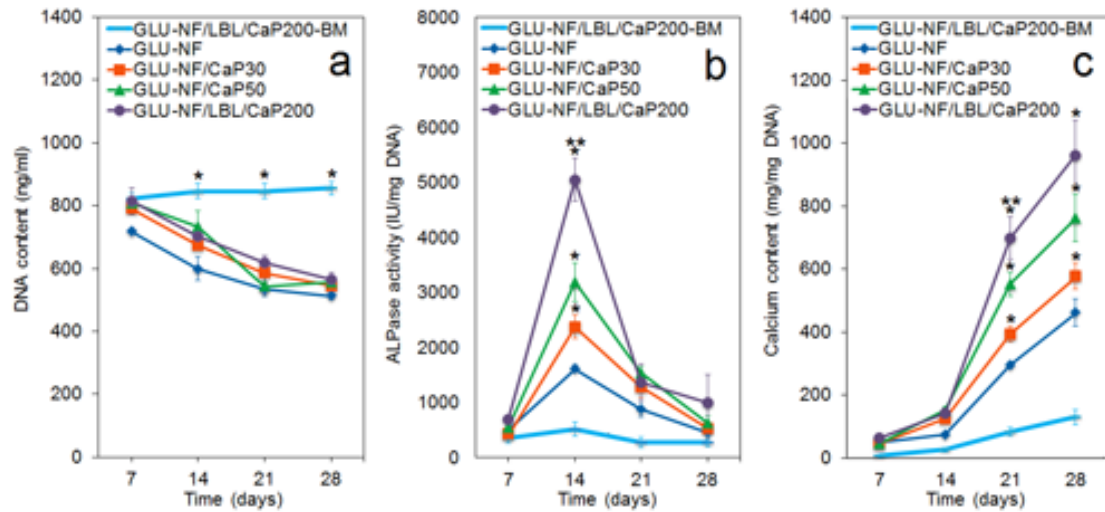 DNA content (ng/ml)
1400
1200
1000
800
600
400
200
0
GLU-NF/LBL/CaP200-BM
GLU-NF
GLU-NF/CaP30
GLU-NF/CaP50
GLU-NF/LBL/CaP200
a
* * *
7 14 21 28
Time (days)
ALPase activity (IU/mg DNA)
8000
7000
6000
5000
4000
3000
2000
1000
0
GLU-NF/LBL/CaP200-BM
GLU-NF
GLU-NF/CaP30
GLU-NF/CaP50
GLU-NF/LBL/CaP200
b
**
*
*
*
7 14 21 28
Time (days)
Calcium content (mg/mg DNA)
1400
1200
1000
800
600
400
200
0
GLU-NF/LBL/CaP200-BM
GLU-NF
GLU-NF/CaP30
GLU-NF/CaP50
GLU-NF/LBL/CaP200
c
*
**
*
*
*
*
*
7 14 21 28
Time (days)